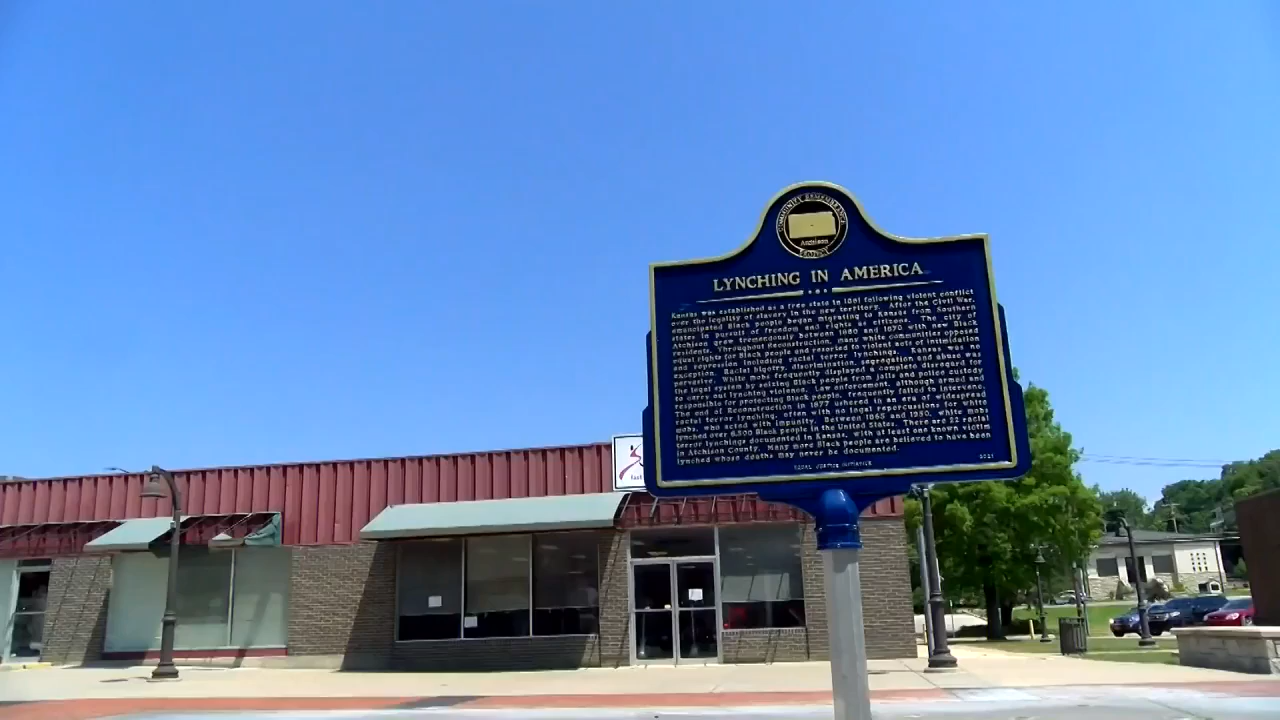 COMMUNITY REMEMBRANCE
Atchison
PROJECT
LYNCHING IN AMERICA
Kansas was established as a free state in 1861 following violent conflict
over the legality of slavery in the new territory. After the Civil War,
emancipated Black people began migrating to Kansas from Southern
states in pursuit of freedom and rights as citizens. The city of
Atchison grew tremendously between 1860 and 1870 with new Black
residents. Throughout Reconstruction, many white communities opposed
equal rights for Black people and resorted to violent acts of intimidation
and repression including racial terror lynchings. Kansas was no
exception. Racial bigotry, discrimination, segregation and abuse was
pervasive. White mobs frequently displayed a complete disregard for
the legal system by seizing Black people from jails and police custody
to carry out lynching violence. Law enforcement, although armed and
responsible for protecting Black people, frequently failed to intervene.
The end of Reconstruction in 1877 ushered in an era of widespread
racial terror lynching, often with no legal repercussions for white
mobs, who acted with impunity. Between 1865 and 1950, white mobs
lynched over 6,500 Black people in the United States. There are 22 racial
terror lynchings documented in Kansas, with at least one known victim
in Atchison County. Many more Black people are believed to have been
lynched whose deaths may never be documented.
EQUAL JUSTICE INITIATIVE
2021